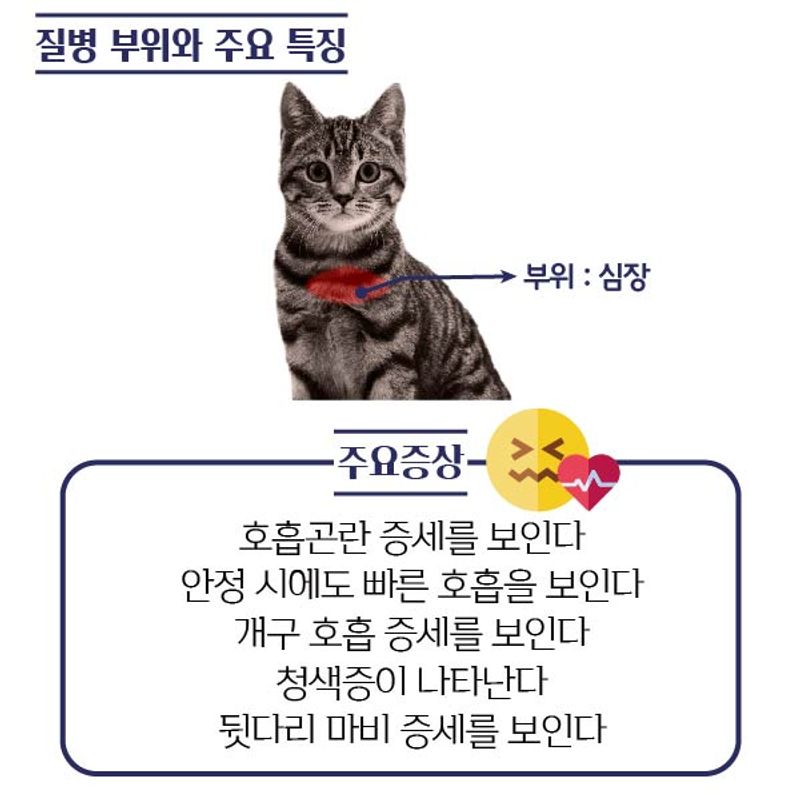 질병 부위와 주요 특징
부위 : 심장
주요증상
호흡곤란 증세를 보인다
안정 시에도 빠른 호흡을 보인다
개구 호흡 증세를 보인다
청색증이 나타난다
뒷다리 마비 증세를 보인다